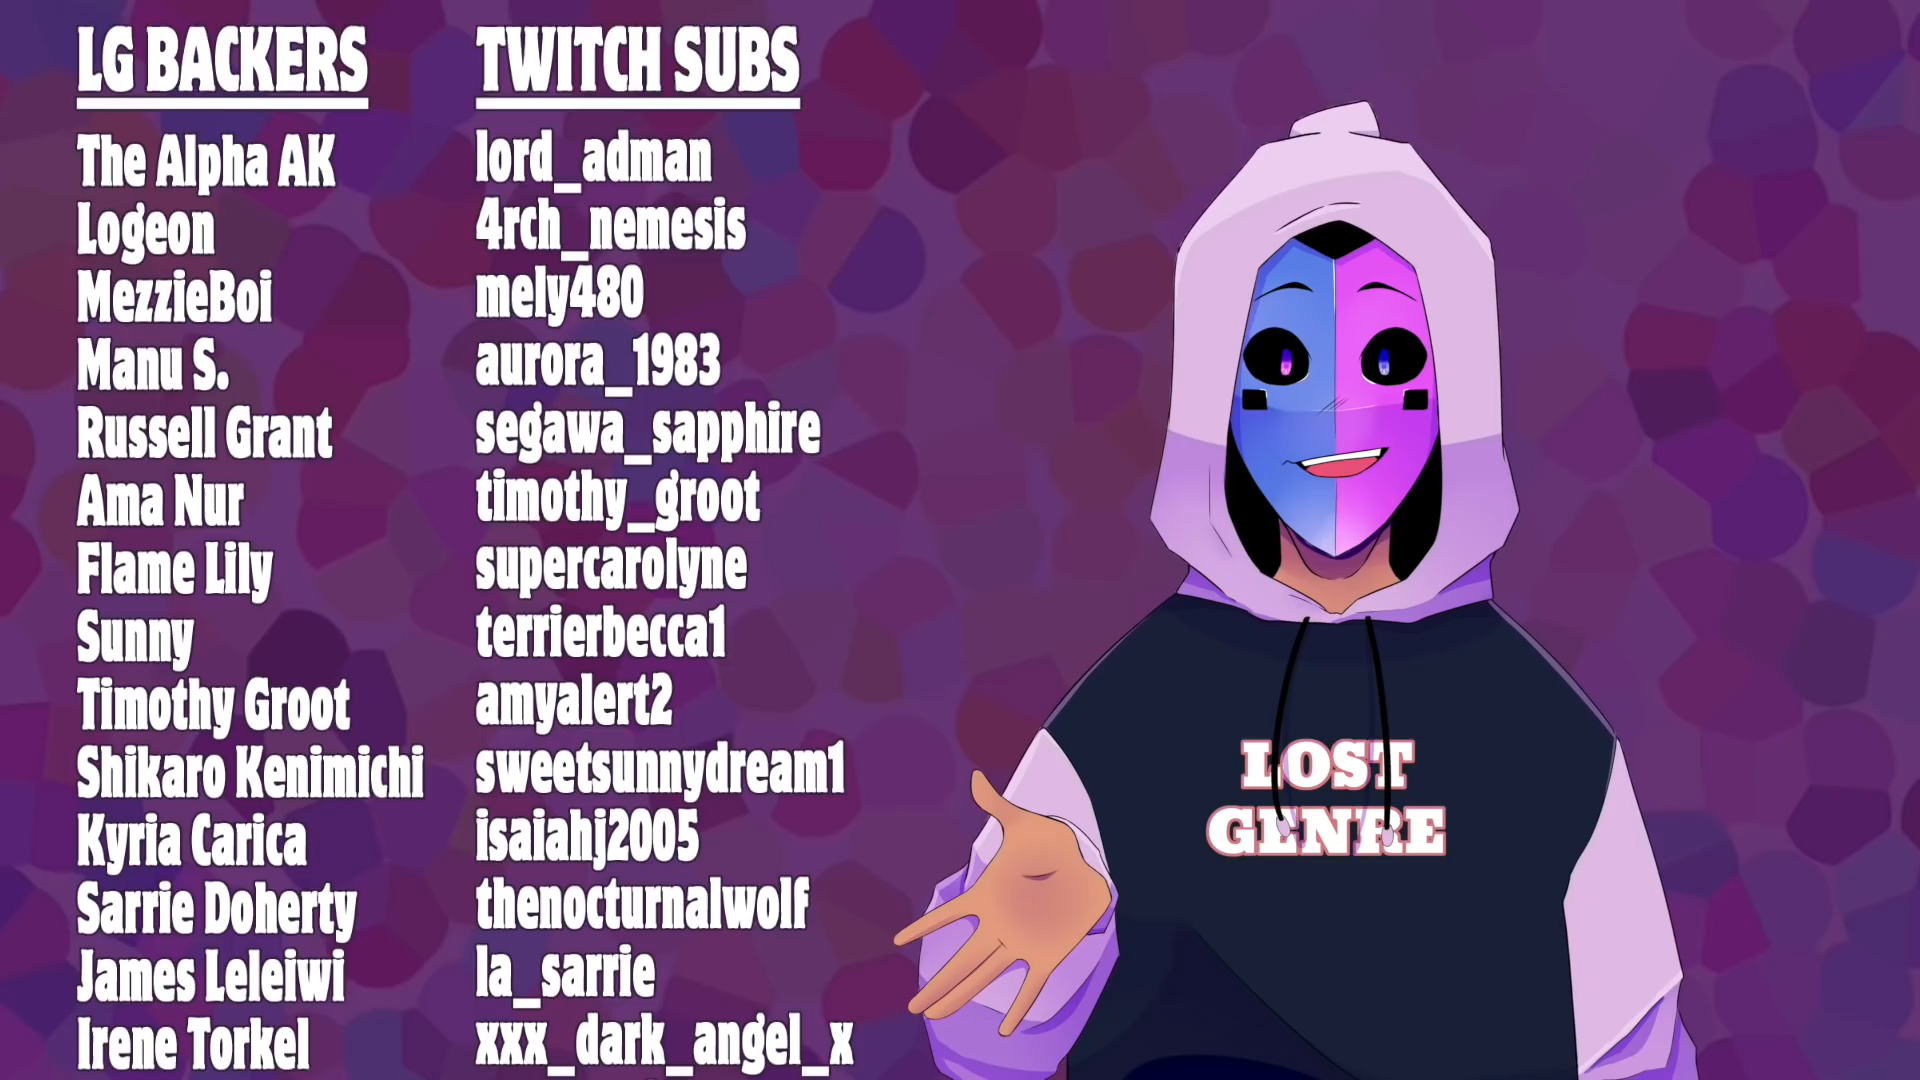 LG BACKERS
The Alpha AK
Logeon
MezzieBoi
Manu S.
Russell Grant
Ama Nur
Flame Lily
Sunny
Timothy Groot
Shikaro Kenimichi
Kyria Carica
Sarrie Doherty
James Leleiwi
Irene Torkel
TWITCH SUBS
lord_adman
4rch_nemesis
mely480
aurora_1983
segawa_sapphire
timothy_groot
supercarolyne
terrierbecca1
amyalert2
sweetsunnydream1
isaiahj2005
thenocturnalwolf
la_sarrie
xxx_dark_angel_x
LOST
GENRE